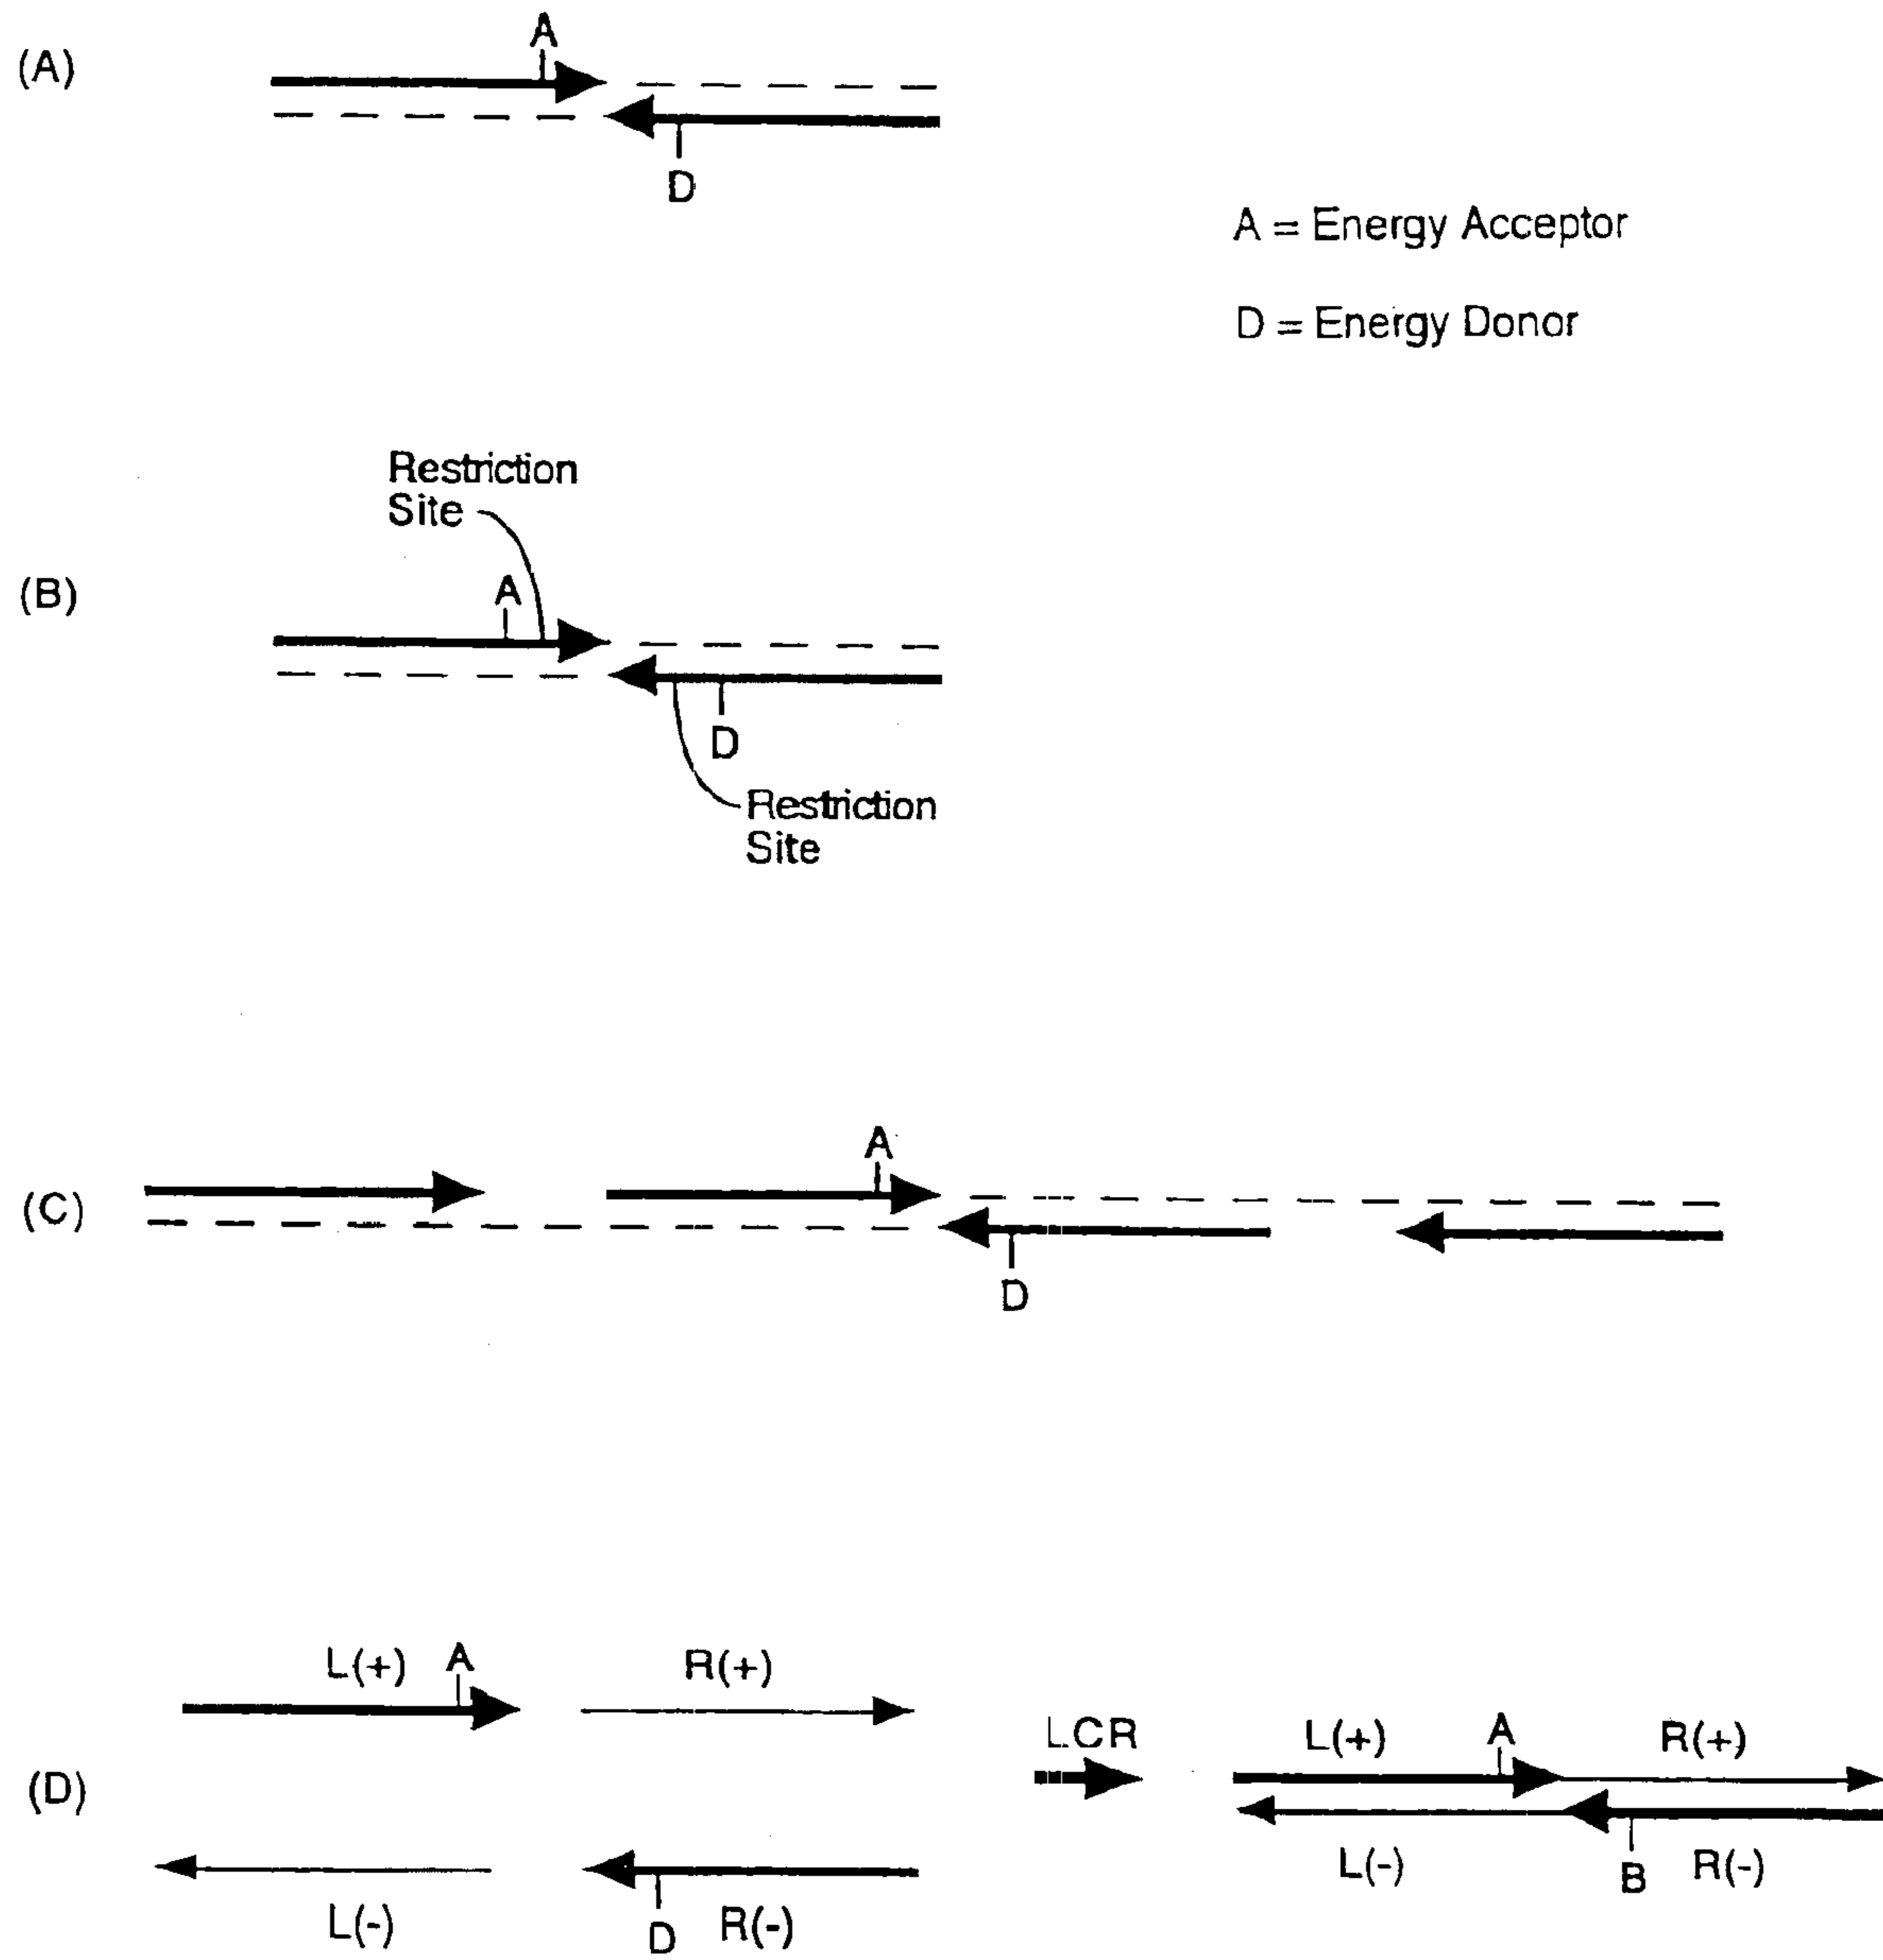 (A)
A
D
A = Energy Acceptor
D = Energy Donor
(B)
Restriction
Site
A
D
Restriction
Site
(C)
A
D
(D)
L(+)
A
R(+)
L(-)
D
R(-)
LCR
L(+)
A
R(+)
L(-)
B
R(-)